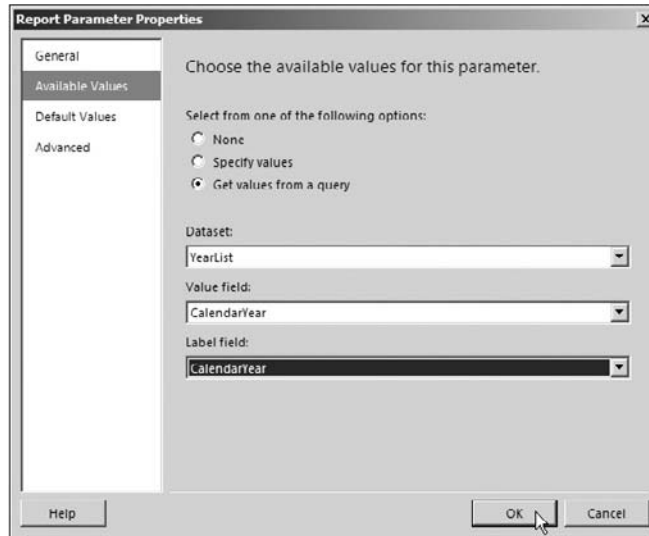 Report Parameter Properties
General
Available Values
Default Values
Advanced
Choose the available values for this parameter.
Select from one of the following options:
None
Specify values
Get values from a query
Dataset:
YearList
Value field:
CalendarYear
Label field:
CalendarYear
Help
OK
Cancel